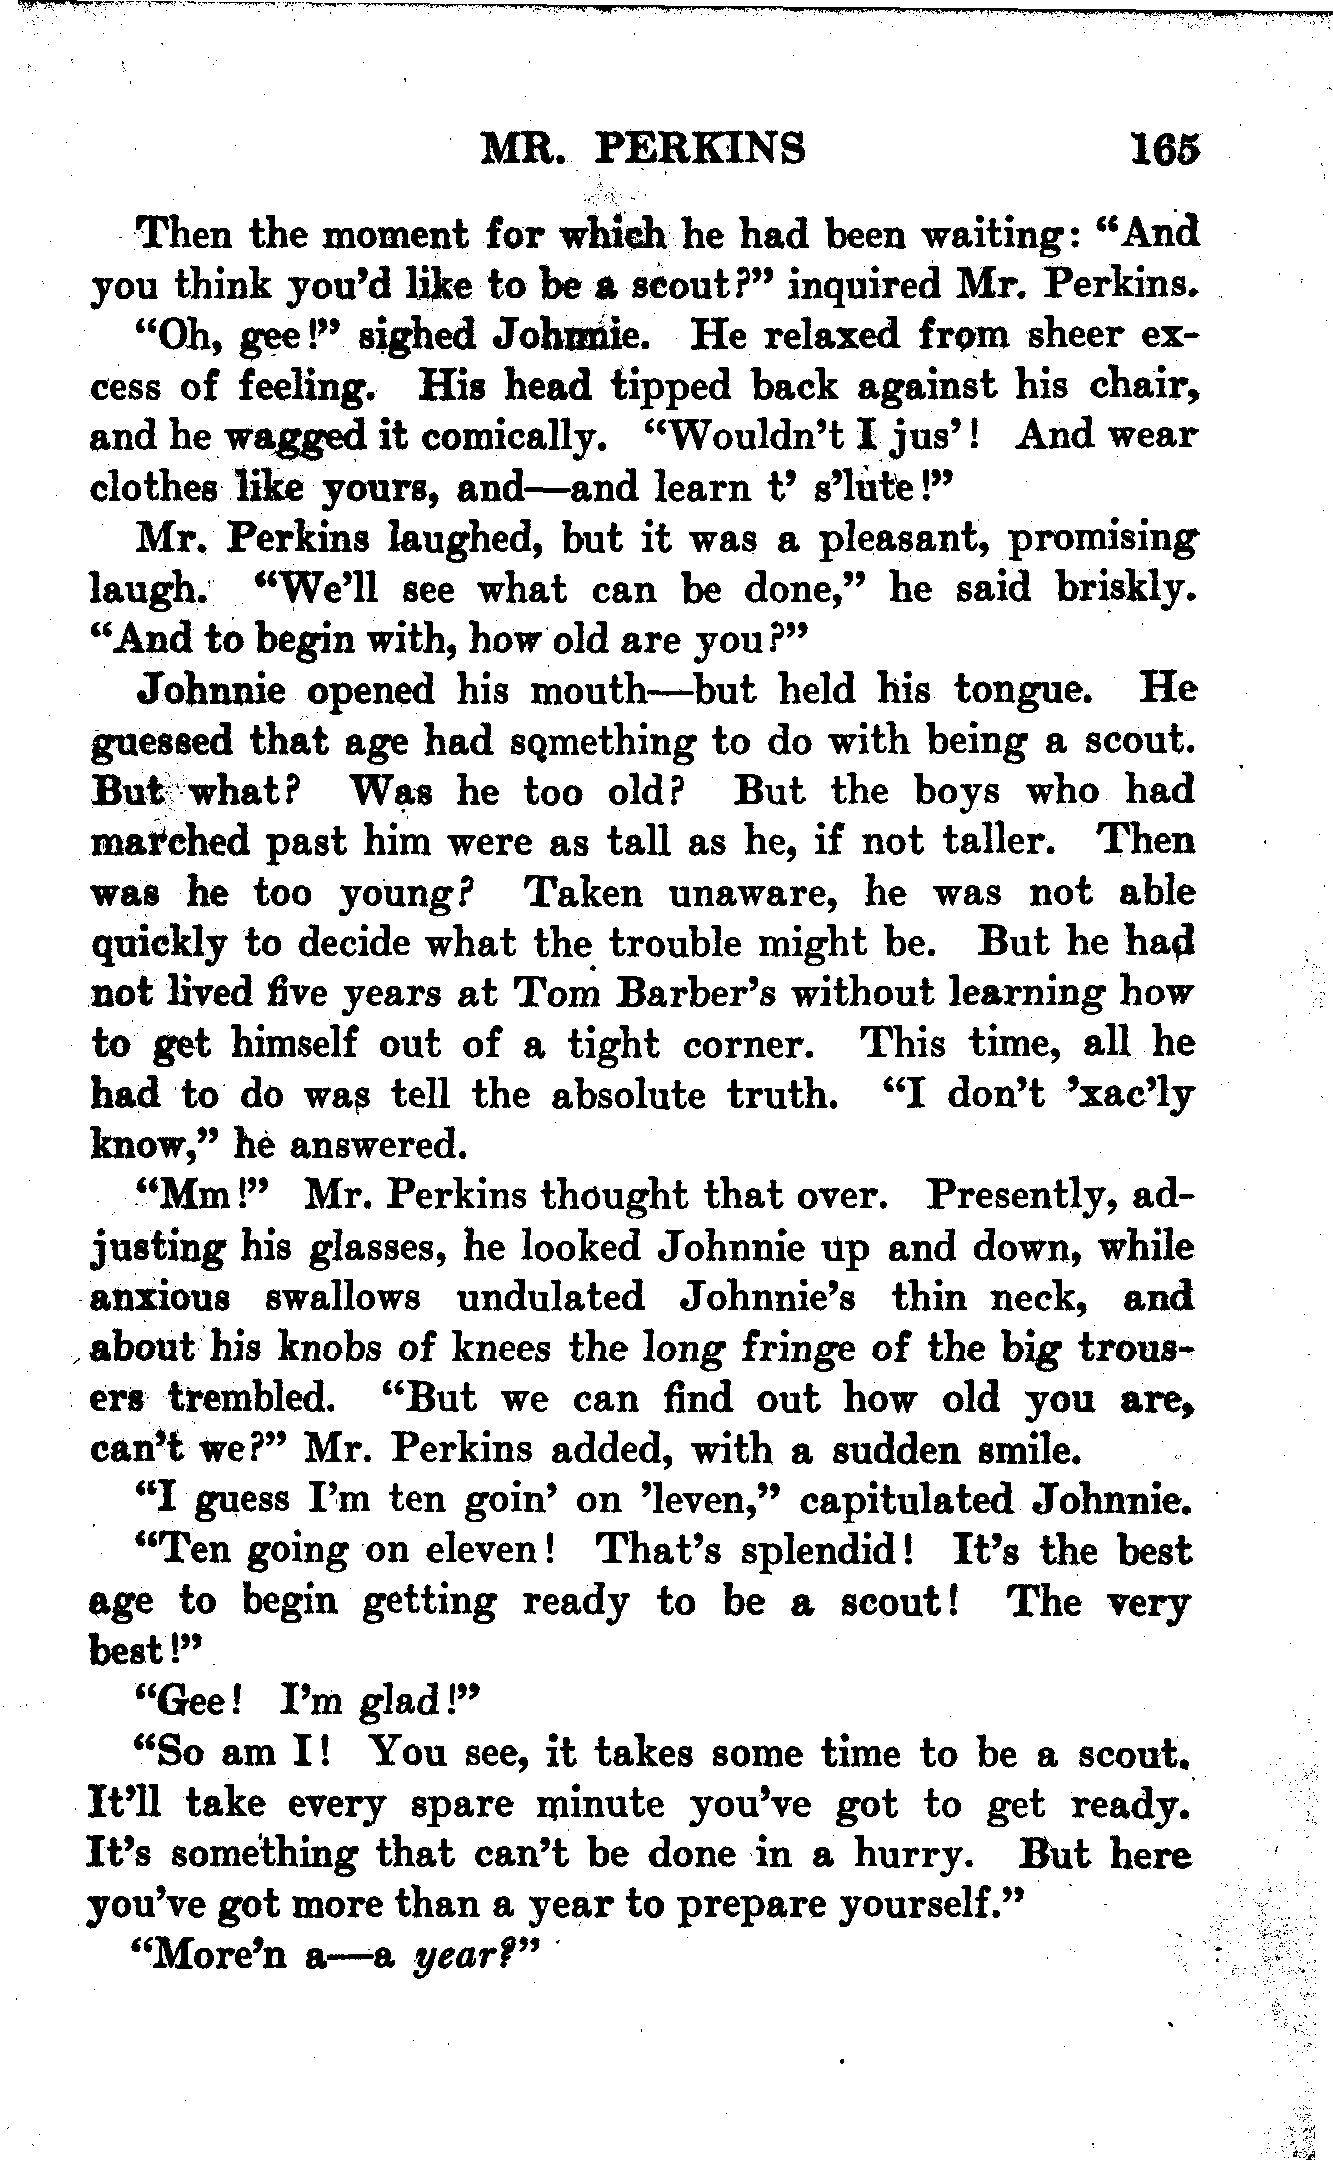 MR. PERKINS 165
Then the moment for which he had been waiting: “And
you think you’d like to be a scout?” inquired Mr. Perkins.
“Oh, gee!” sighed Johnnie. He relaxed from sheer ex-
cess of feeling. His head tipped back against his chair,
and he wagged it comically. “Wouldn’t I jus’! And wear
clothes like yours, and—and learn t’ s’lute!”
Mr. Perkins laughed, but it was a pleasant, promising
laugh. “We’ll see what can be done,” he said briskly.
“And to begin with, how old are you?”
Johnnie opened his mouth—but held his tongue. He
guessed that age had something to do with being a scout.
But what? Was he too old? But the boys who had
marched past him were as tall as he, if not taller. Then
was he too young? Taken unaware, he was not able
quickly to decide what the trouble might be. But he had
not lived five years at Tom Barber’s without learning how
to get himself out of a tight corner. This time, all he
had to do was tell the absolute truth. “I don’t ’xac’ly
know,” he answered.
“Mm!” Mr. Perkins thought that over. Presently, ad-
justing his glasses, he looked Johnnie up and down, while
anxious swallows undulated Johnnie’s thin neck, and
about his knobs of knees the long fringe of the big trous-
ers trembled. “But we can find out how old you are,
can’t we?” Mr. Perkins added, with a sudden smile.
“I guess I’m ten goin’ on ’leven,” capitulated Johnnie.
“Ten going on eleven! That’s splendid! It’s the best
age to begin getting ready to be a scout! The very
best!”
“Gee! I’m glad!”
“So am I! You see, it takes some time to be a scout.
It’ll take every spare minute you’ve got to get ready.
It’s something that can’t be done in a hurry. But here
you’ve got more than a year to prepare yourself.”
“More’n a—a year?”